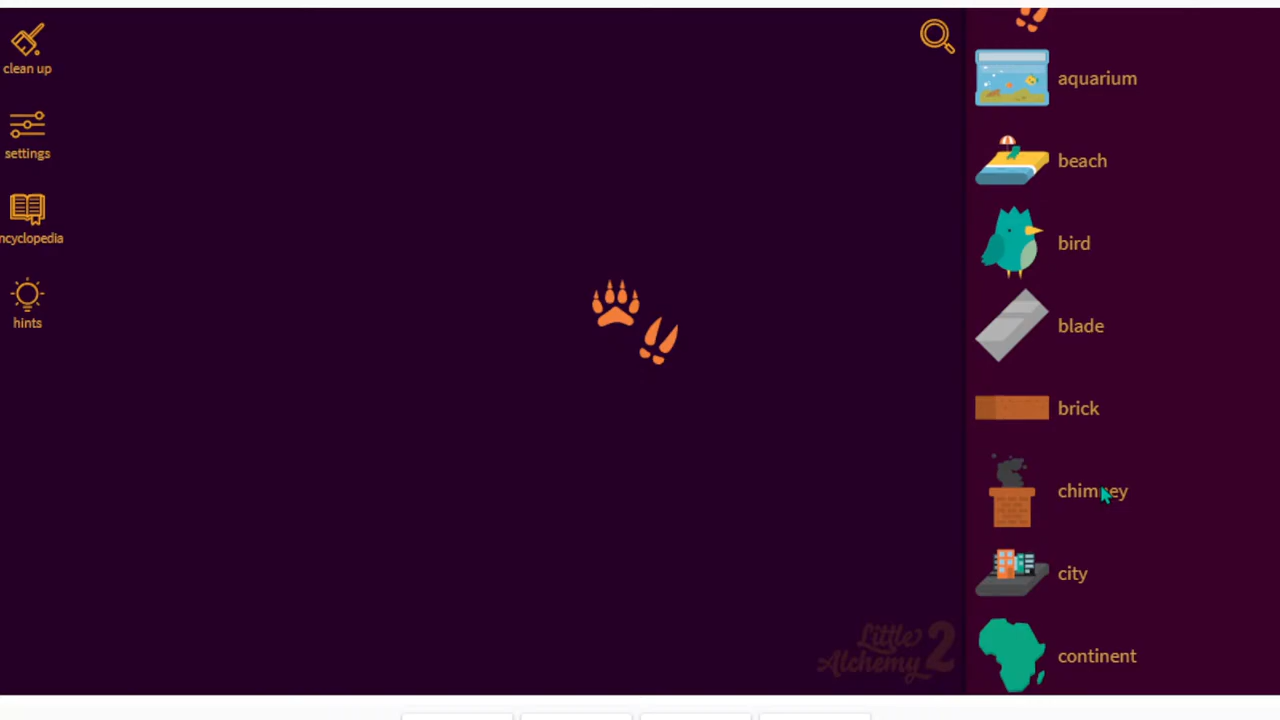 clean up
settings
ncyclopedia
hints
aquarium
beach
bird
blade
brick
chimney
city
continent
Little
Alchemy 2